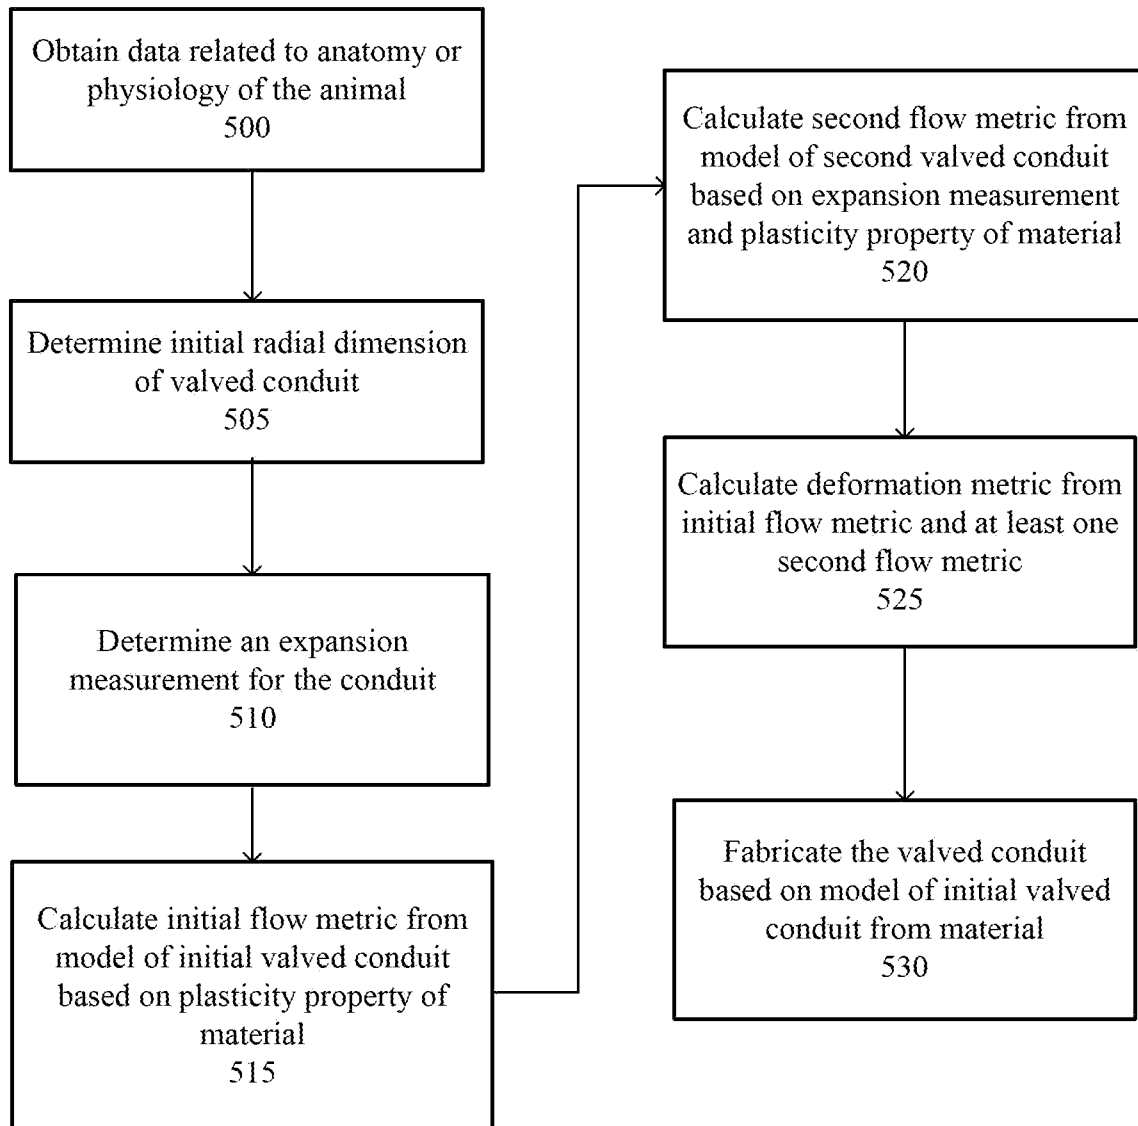 Obtain data related to anatomy or
physiology of the animal
500
Determine initial radial dimension
of valved conduit
505
Determine an expansion
measurement for the conduit
510
Calculate initial flow metric from
model of initial valved conduit
based on plasticity property of
material
515
Calculate second flow metric from
model of second valved conduit
based on expansion measurement
and plasticity property of material
520
Calculate deformation metric from
initial flow metric and at least one
second flow metric
525
Fabricate the valved conduit
based on model of initial valved
conduit from material
530